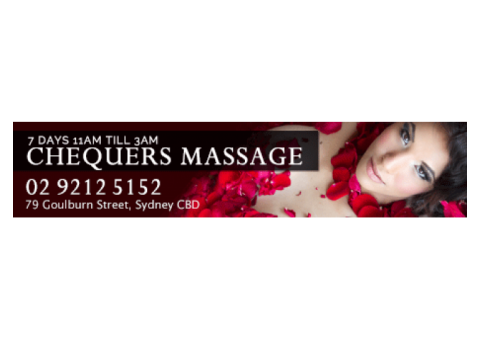 7 DAYS 11AM TILL 3AM
CHEQUERS MASSAGE
02 9212 5152
79 Goulburn Street, Sydney CBD